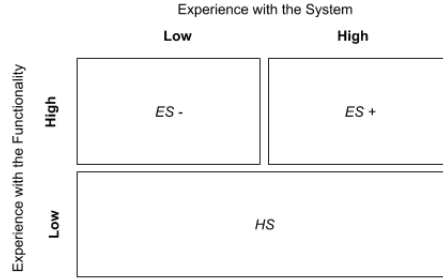 Experience with the System
Low High
Experience with the Functionality
High
ES - ES +
Low
HS